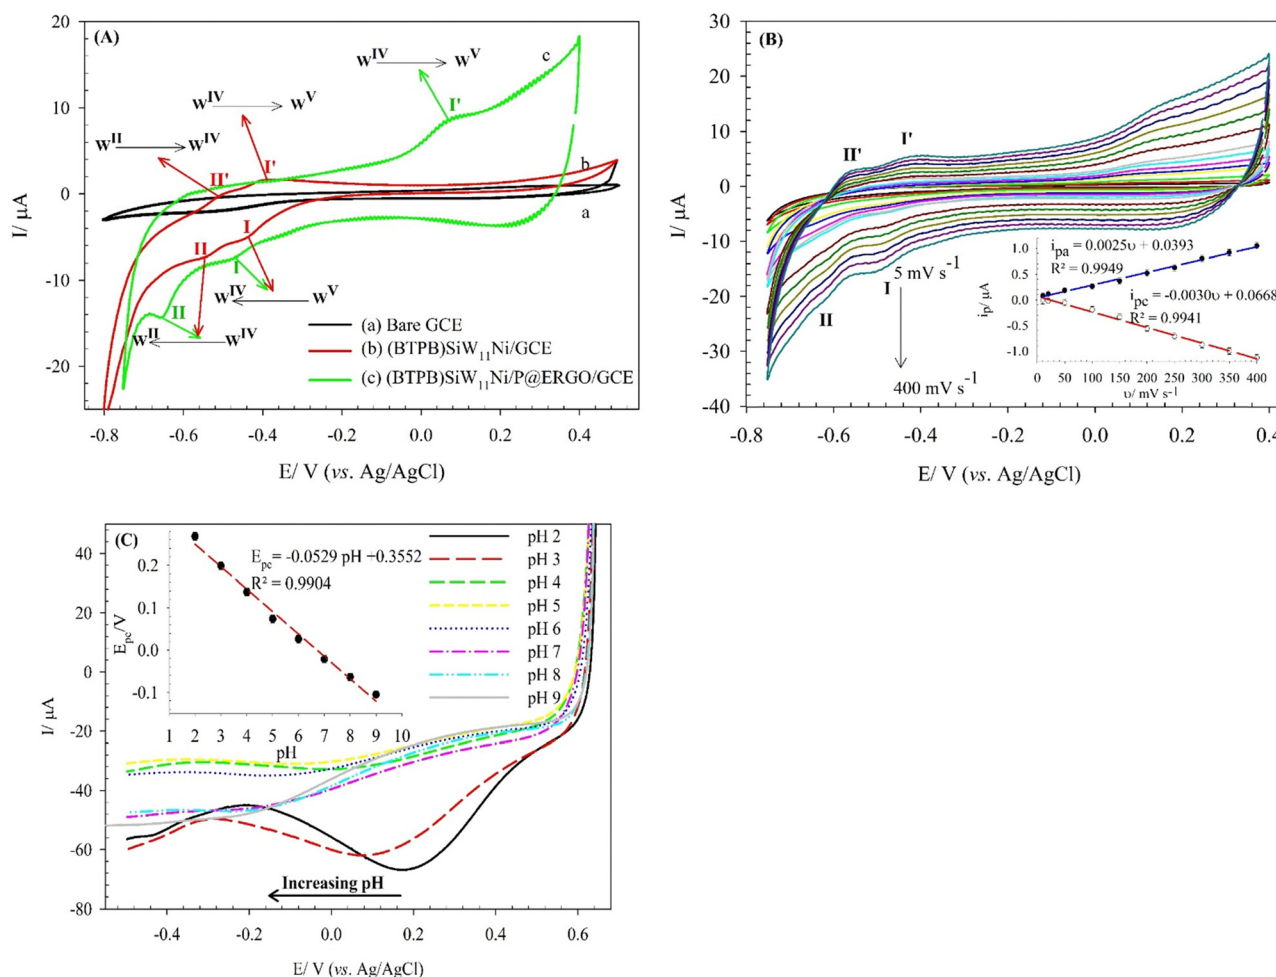 (A)
W^IV → W^V
c
I'
W^IV → W^V
W^II → W^IV
I'
II'
b
a
II
I
I
W^IV ← W^V
II
W^II ← W^IV
(a) Bare GCE
(b) (BTPB)SiW₁₁Ni/GCE
(c) (BTPB)SiW₁₁Ni/P@ERGO/GCE
20
10
0
-10
-20
I/ µA
-0.8 -0.6 -0.4 -0.2 0.0 0.2 0.4
E/ V (vs. Ag/AgCl)
(B)
30
20
10
0
-10
-20
-30
-40
I/ µA
II' I'
I
II
5 mV s⁻¹
400 mV s⁻¹
i_pa = 0.0025υ + 0.0393
R² = 0.9949
i_pc = -0.0030υ + 0.0668
R² = 0.9941
1.0
0.5
0.0
-0.5
-1.0
i_p/ µA
0 50 100 150 200 250 300 350 400
υ/ mV s⁻¹
-0.8 -0.6 -0.4 -0.2 0.0 0.2 0.4
E/ V (vs. Ag/AgCl)
(C)
40
20
0
-20
-40
-60
-80
I/ µA
E_pc = -0.0529 pH +0.3552
R² = 0.9904
0.2
0.1
0.0
-0.1
E_pc/V
1 2 3 4 5 6 7 8 9 10
pH
pH 2
pH 3
pH 4
pH 5
pH 6
pH 7
pH 8
pH 9
Increasing pH
-0.4 -0.2 0.0 0.2 0.4 0.6
E/ V (vs. Ag/AgCl)